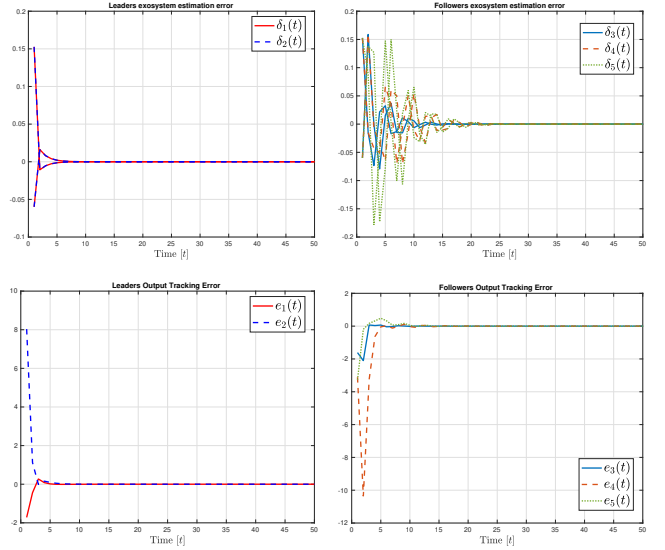 Leaders exosystem estimation error
0.2
0.15
0.1
0.05
0
-0.05
-0.1
0 5 10 15 20 25 30 35 40 45 50
Time [t]
δ₁(t)
δ₂(t)
Followers exosystem estimation error
0.2
0.15
0.1
0.05
0
-0.05
-0.1
-0.15
-0.2
0 5 10 15 20 25 30 35 40 45 50
Time [t]
δ₃(t)
δ₄(t)
δ₅(t)
Leaders Output Tracking Error
10
8
6
4
2
0
-2
0 5 10 15 20 25 30 35 40 45 50
Time [t]
e₁(t)
e₂(t)
Followers Output Tracking Error
2
0
-2
-4
-6
-8
-10
-12
0 5 10 15 20 25 30 35 40 45 50
Time [t]
e₃(t)
e₄(t)
e₅(t)